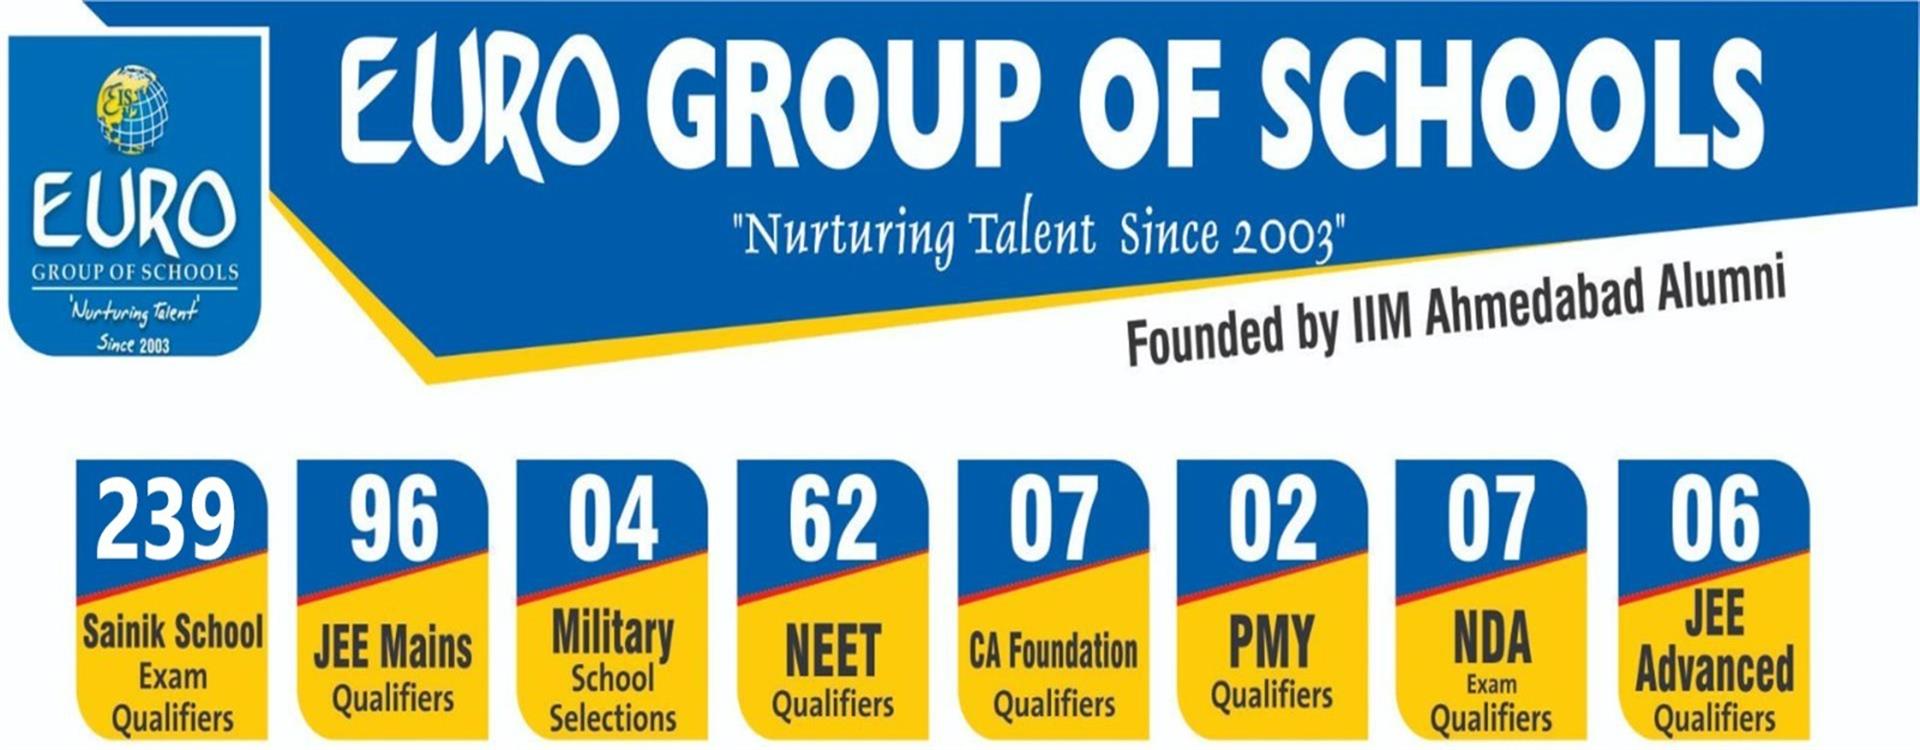 EURO GROUP OF SCHOOLS
"Nurturing Talent Since 2003"
Founded by IIM Ahmedabad Alumni
EIS
EURO
GROUP OF SCHOOLS
'Nurturing Talent'
Since 2003
239
Sainik School
Exam
Qualifiers
96
JEE Mains
Qualifiers
04
Military
School
Selections
62
NEET
Qualifiers
07
CA Foundation
Qualifiers
02
PMY
Qualifiers
07
NDA
Exam
Qualifiers
06
JEE
Advanced
Qualifiers